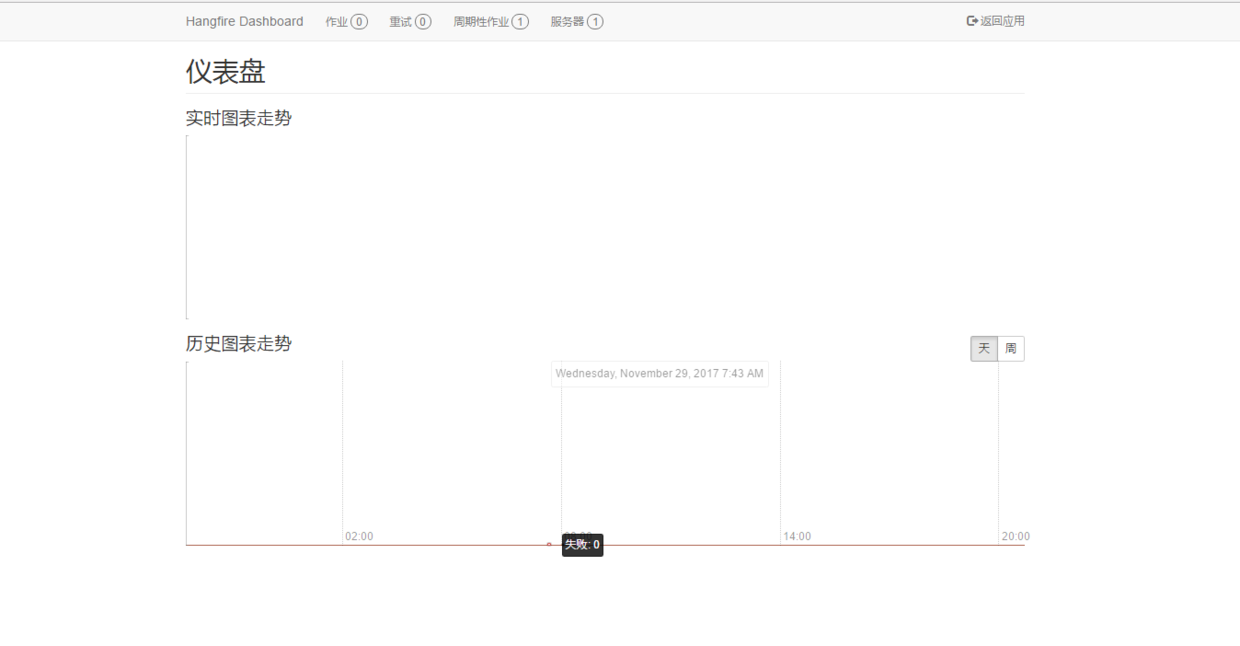 Hangfire Dashboard 作业 0 重试 0 周期性作业 1 服务器 1 返回应用
仪表盘
实时图表走势
历史图表走势 天 周
Wednesday, November 29, 2017 7:43 AM
02:00 14:00 20:00
失败: 0